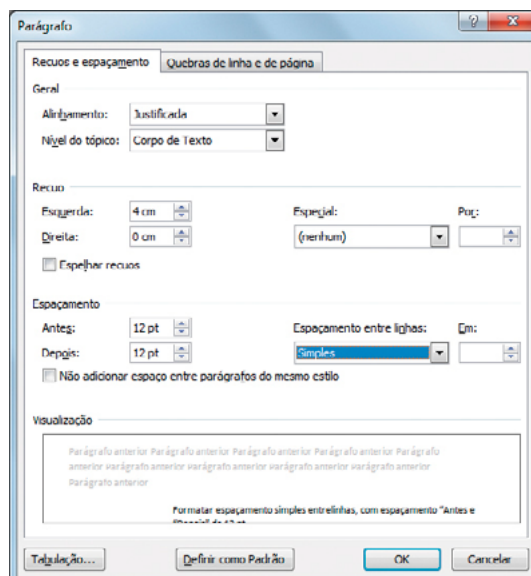 Parágrafo
Recuos e espaçamento Quebras de linha e de página
Geral
Alinhamento: Justificada
Nível do tópico: Corpo de Texto
Recuo
Esquerda: 4 cm Especial: Por:
Direita: 0 cm (nenhum)
Espelhar recuos
Espaçamento
Antes: 12 pt Espaçamento entre linhas: Em:
Depois: 12 pt Simples
Não adicionar espaço entre parágrafos do mesmo estilo
Visualização
Parágrafo anterior Parágrafo anterior Parágrafo anterior Parágrafo anterior Parágrafo
anterior Parágrafo anterior Parágrafo anterior Parágrafo anterior Parágrafo anterior
Parágrafo anterior
Formatar espaçamento simples entrelinhas, com espaçamento "Antes e
"Depois" de 12 pt
Tabulação... Definir como Padrão OK Cancelar